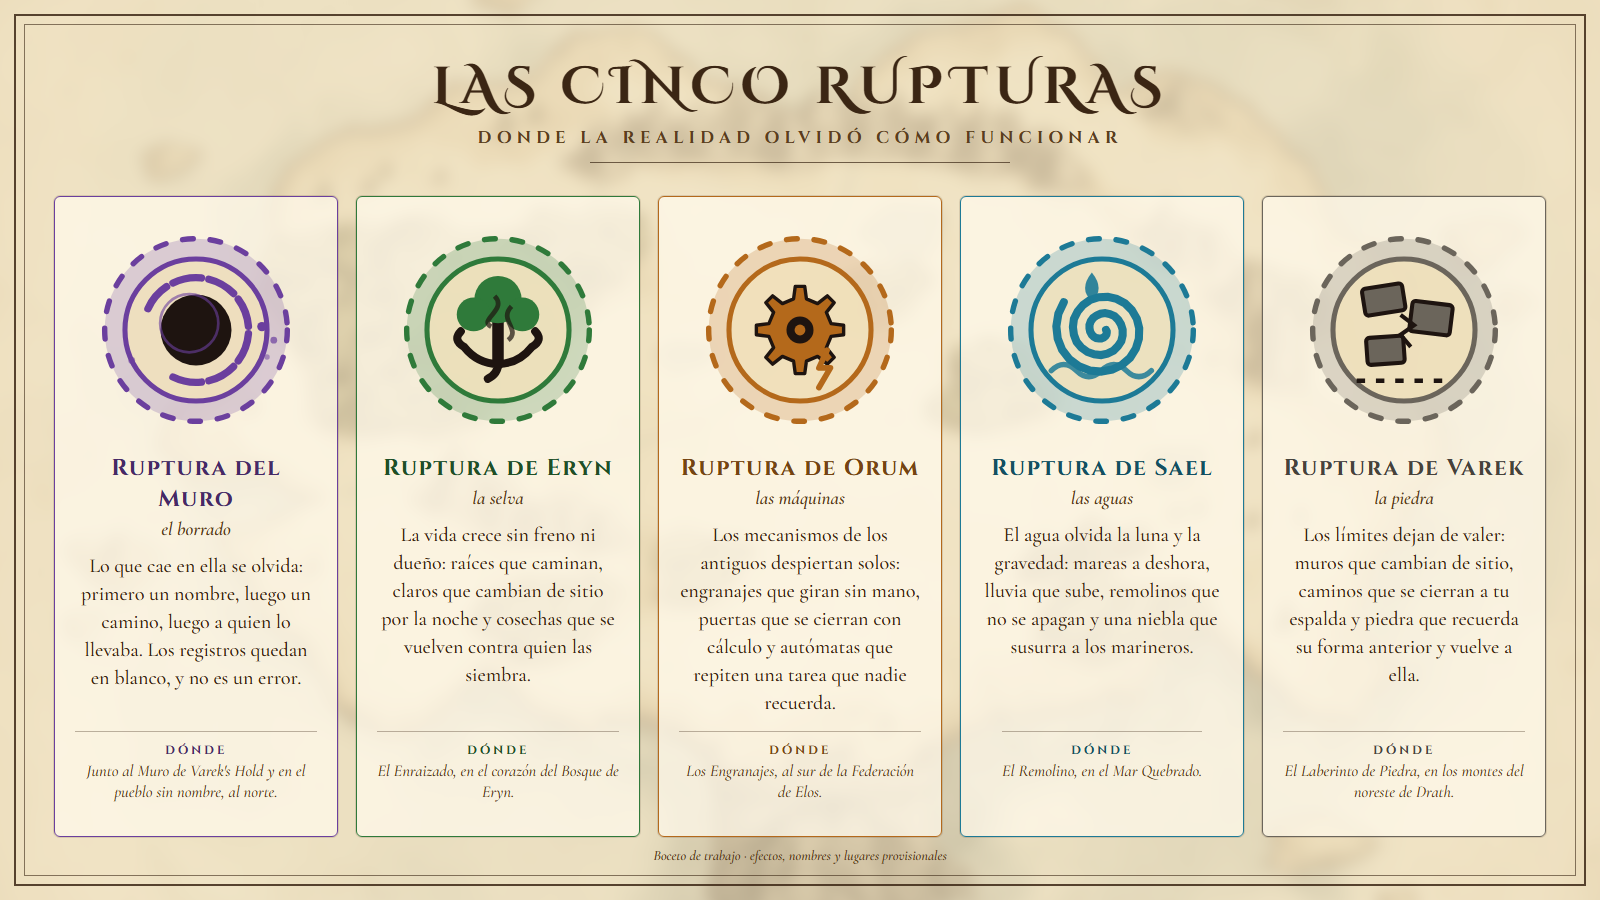 LAS CINCO RUPTURAS
DONDE LA REALIDAD OLVIDÓ CÓMO FUNCIONAR
Ruptura del
Muro
el borrado
Lo que cae en ella se olvida:
primero un nombre, luego un
camino, luego a quien lo
llevaba. Los registros quedan
en blanco, y no es un error.
DÓNDE
Junto al Muro de Varek's Hold y en el
pueblo sin nombre, al norte.
Ruptura de Eryn
la selva
La vida crece sin freno ni
dueño: raíces que caminan,
claros que cambian de sitio
por la noche y cosechas que se
vuelven contra quien las
siembra.
DÓNDE
El Enraizado, en el corazón del Bosque de
Eryn.
Ruptura de Orum
las máquinas
Los mecanismos de los
antiguos despiertan solos:
engranajes que giran sin mano,
puertas que se cierran con
cálculo y autómatas que
repiten una tarea que nadie
recuerda.
DÓNDE
Los Engranajes, al sur de la Federación
de Elos.
Ruptura de Sael
las aguas
El agua olvida la luna y la
gravedad: mareas a deshora,
lluvia que sube, remolinos que
no se apagan y una niebla que
susurra a los marineros.
DÓNDE
El Remolino, en el Mar Quebrado.
Ruptura de Varek
la piedra
Los límites dejan de valer:
muros que cambian de sitio,
caminos que se cierran a tu
espalda y piedra que recuerda
su forma anterior y vuelve a
ella.
DÓNDE
El Laberinto de Piedra, en los montes del
noreste de Drath.
Boceto de trabajo · efectos, nombres y lugares provisionales